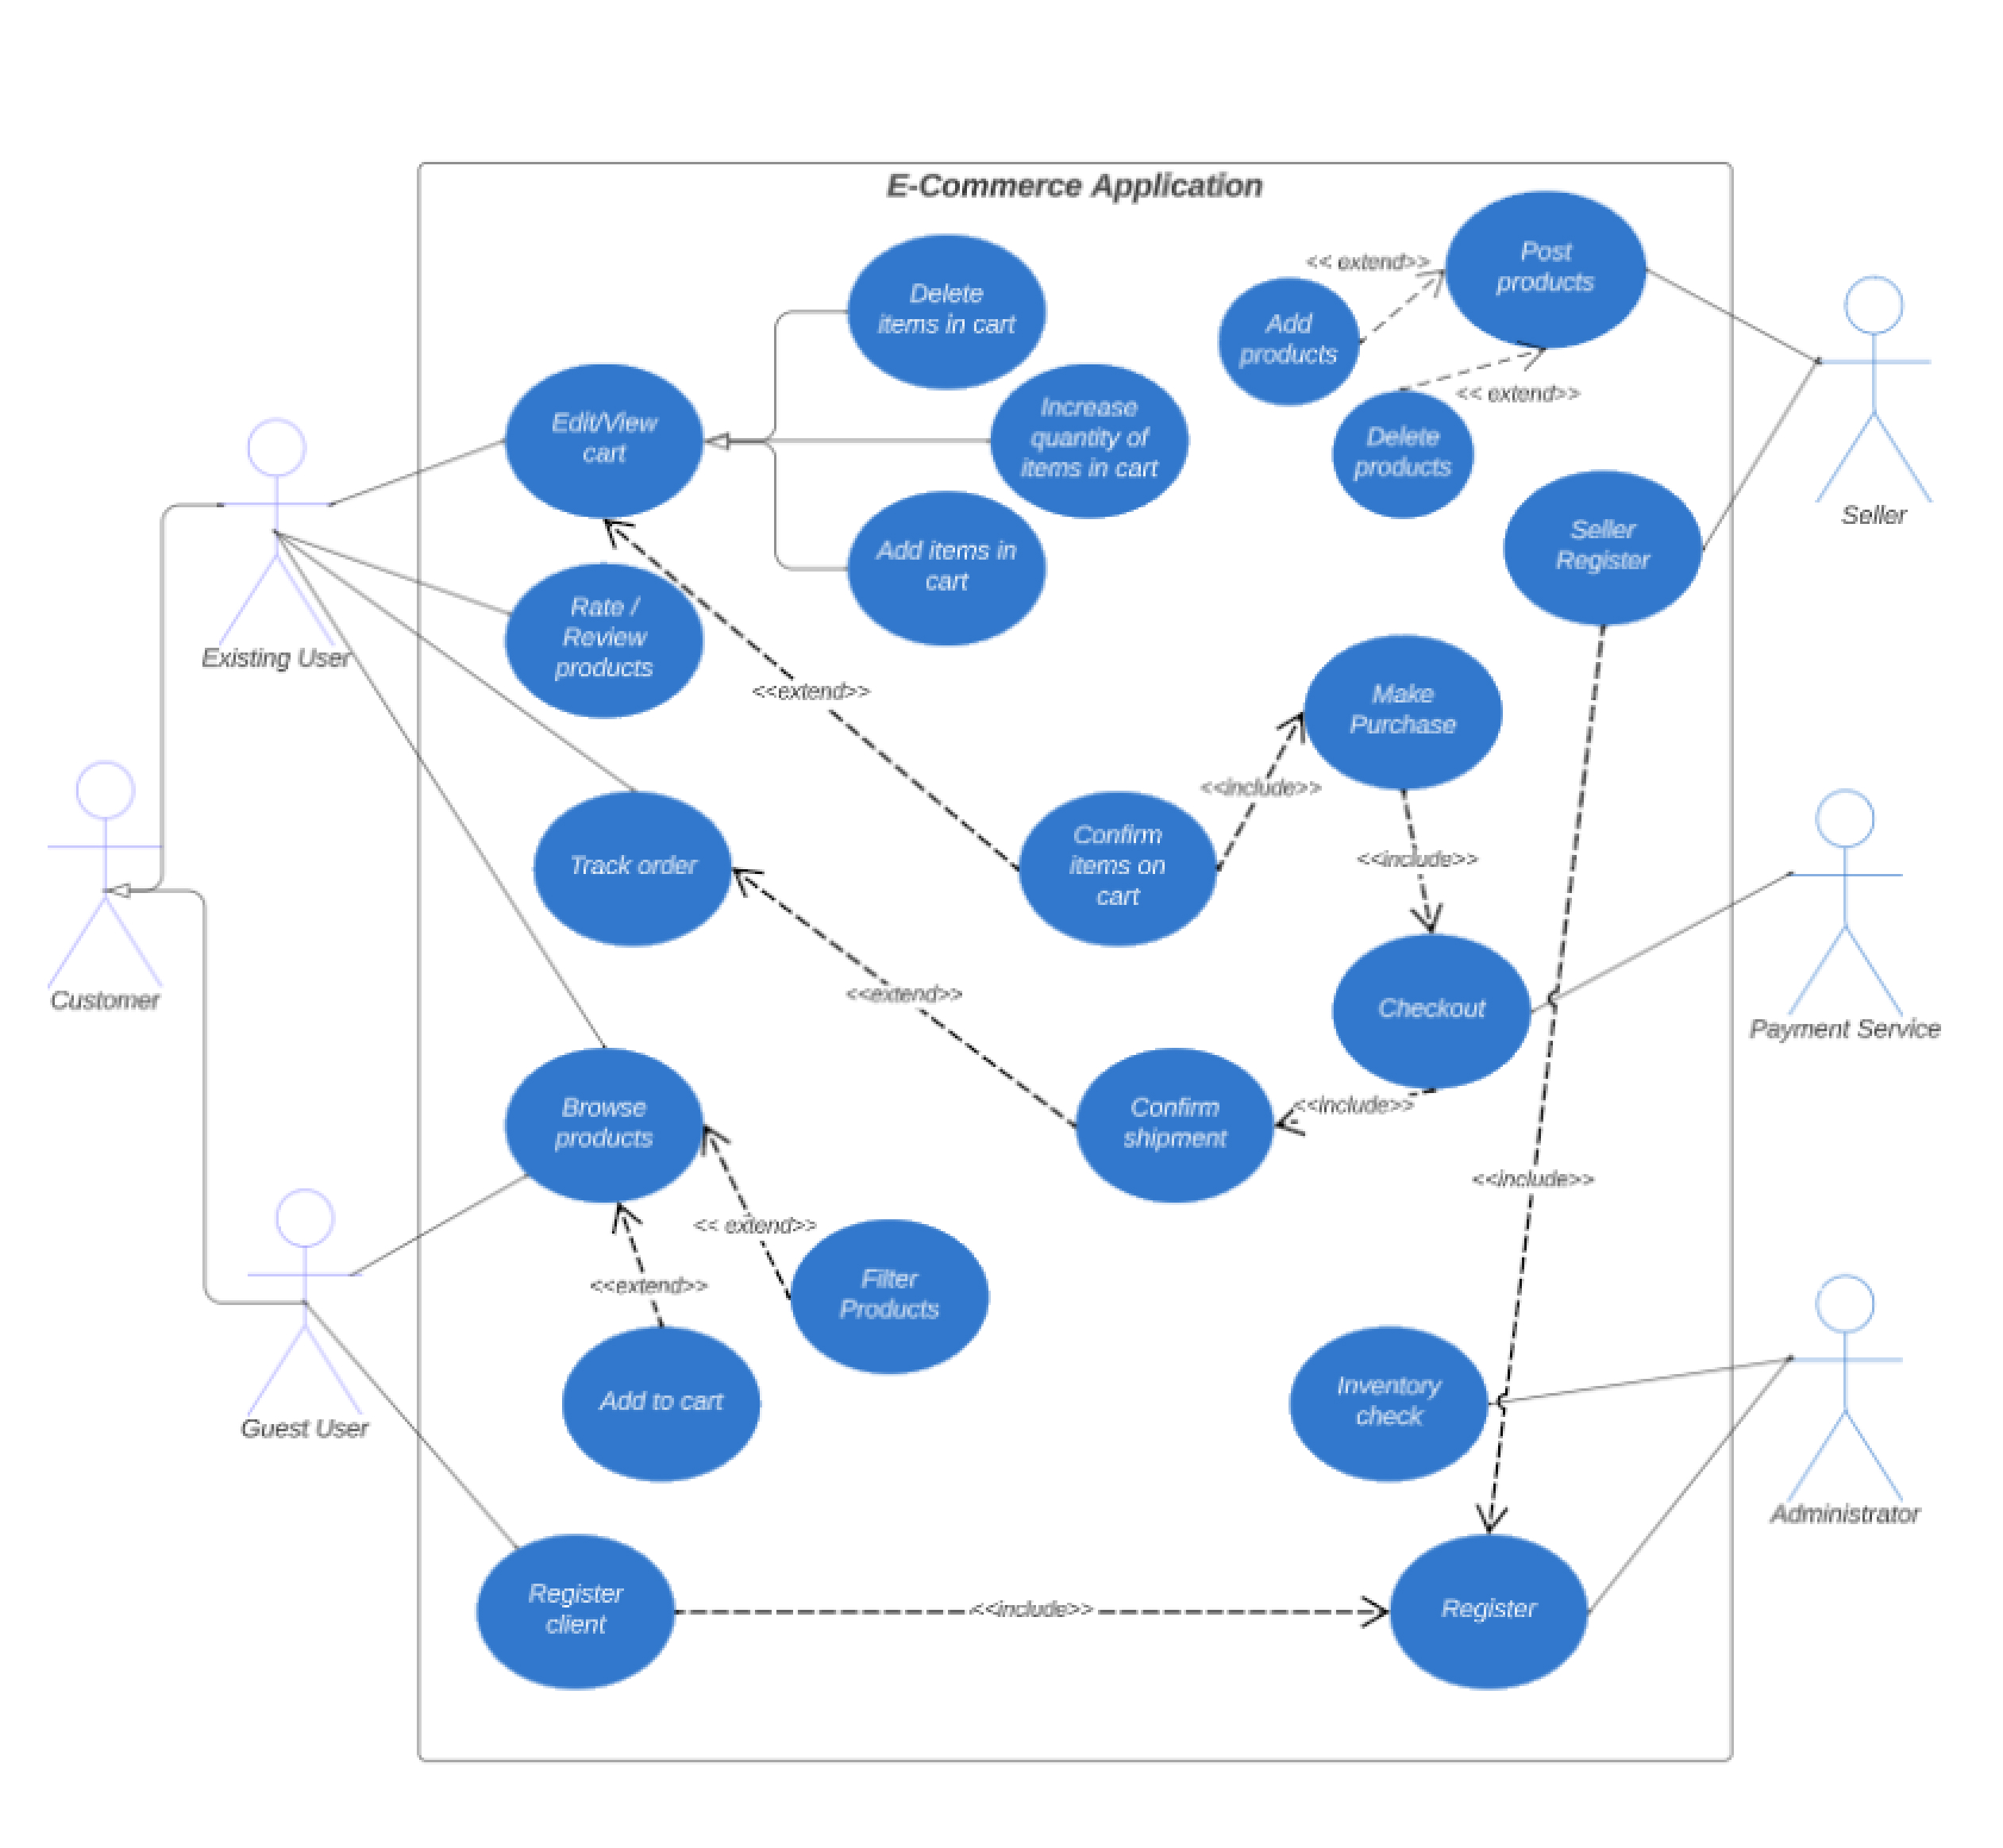 E-Commerce Application
Post
products
<< extend>>
Delete
items in cart
Add
products
<< extend>>
Increase
quantity of
items in cart
Edit/View
cart
Delete
products
Seller
Seller
Register
Add items in
cart
Rate /
Review
products
Existing User
<<extend>>
Make
Purchase
<<include>>
Confirm
items on
cart
<<include>>
Track order
Customer
<<extend>>
Checkout
Payment Service
Browse
products
Confirm
shipment
<<include>>
<<include>>
<< extend>>
<<extend>>
Filter
Products
Add to cart
Inventory
check
Guest User
Administrator
Register
client
<<include>>
Register